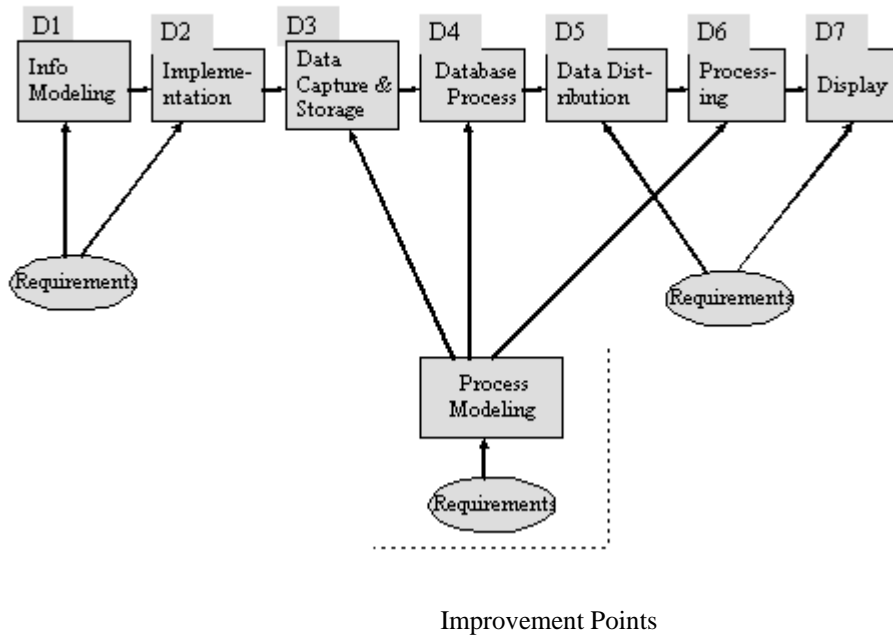 D1
D2
D3
D4
D5
D6
D7
Info
Modeling
Impleme-
ntation
Data
Capture &
Storage
Database
Process
Data Dist-
ribution
Process-
ing
Display
Requirements
Requirements
Process
Modeling
Requirements
Improvement Points